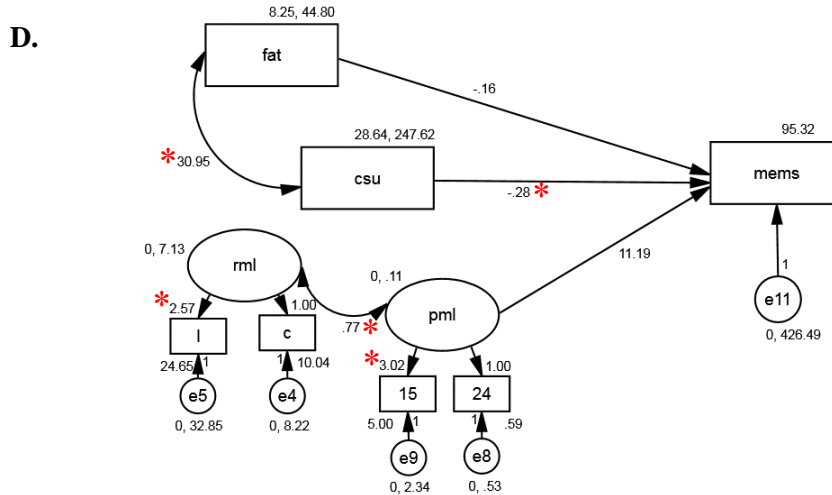 D.
8.25, 44.80
fat
-.16
28.64, 247.62
95.32
*30.95
csu
-.28 *
mems
11.19
0, 7.13
rml
0, .11
*
2.57
1.00
.77 *
pml
1
e11
l
c
*
3.02
1.00
0, 426.49
24.65
1
1
10.04
15
24
e5
e4
5.00
1
1
.59
0, 32.85
0, 8.22
e9
e8
0, 2.34
0, .53